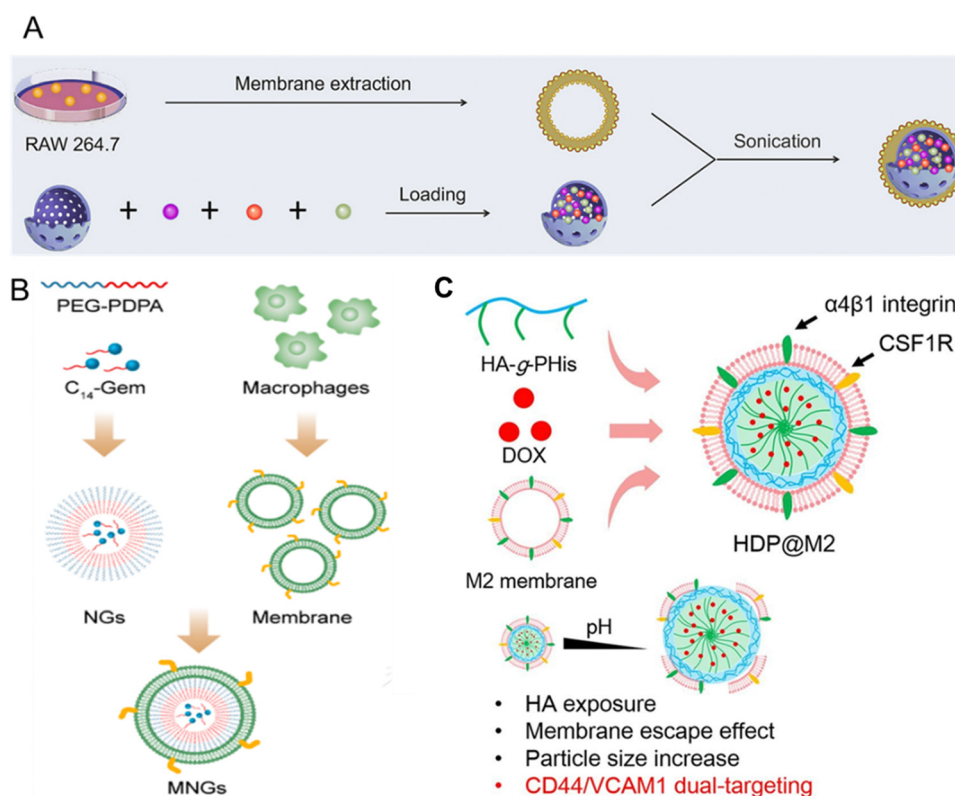 A
RAW 264.7
Membrane extraction
Sonication
+ + +
Loading
B
PEG-PDPA
C₁₄-Gem
Macrophages
NGs
Membrane
MNGs
C
HA-g-PHis
DOX
M2 membrane
α4β1 integrin
CSF1R
HDP@M2
pH
• HA exposure
• Membrane escape effect
• Particle size increase
• CD44/VCAM1 dual-targeting